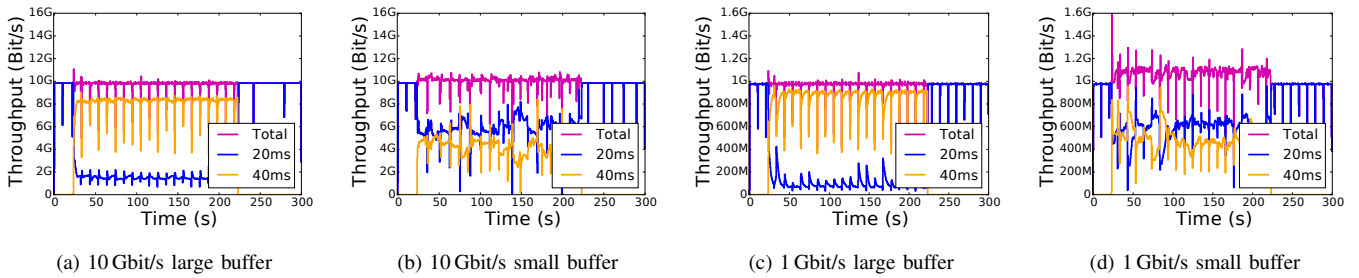 16G
14G
12G
10G
8G
6G
4G
2G
0
0 50 100 150 200 250 300
Throughput (Bit/s)
Time (s)
Total
20ms
40ms
(a) 10 Gbit/s large buffer
16G
14G
12G
10G
8G
6G
4G
2G
0
0 50 100 150 200 250 300
Throughput (Bit/s)
Time (s)
Total
20ms
40ms
(b) 10 Gbit/s small buffer
1.6G
1.4G
1.2G
1G
800M
600M
400M
200M
0
0 50 100 150 200 250 300
Throughput (Bit/s)
Time (s)
Total
20ms
40ms
(c) 1 Gbit/s large buffer
1.6G
1.4G
1.2G
1G
800M
600M
400M
200M
0
0 50 100 150 200 250 300
Throughput (Bit/s)
Time (s)
Total
20ms
40ms
(d) 1 Gbit/s small buffer